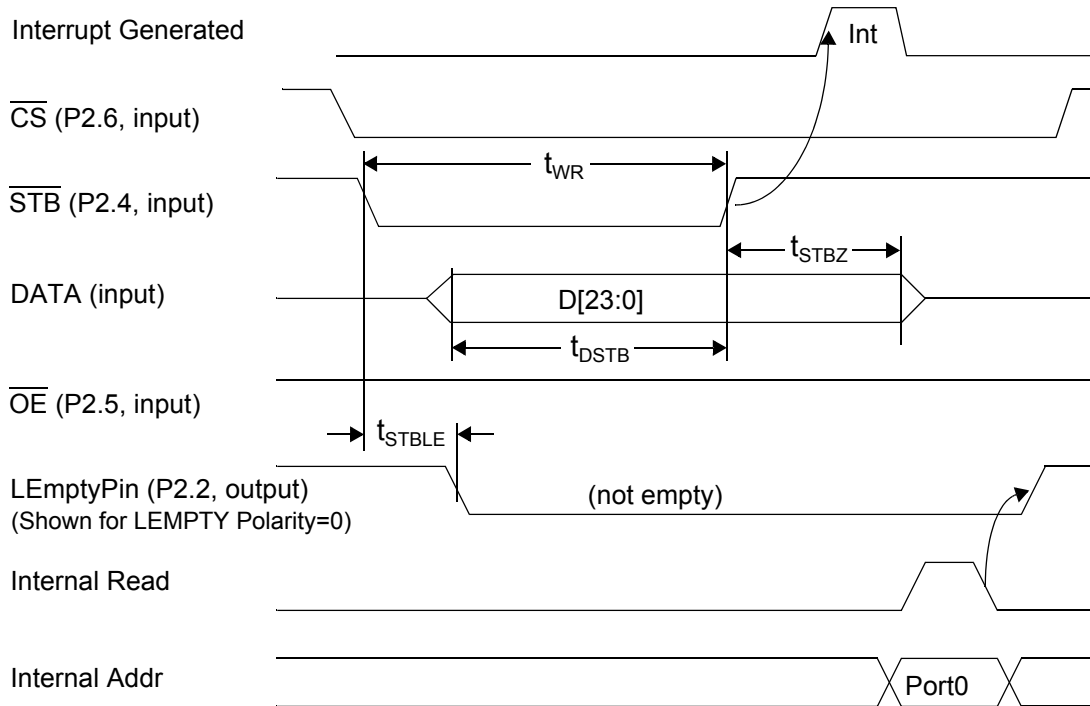 Interrupt Generated
Int
CS (P2.6, input)
tWR
STB (P2.4, input)
tSTBZ
DATA (input)
D[23:0]
tDSTB
OE (P2.5, input)
tSTBLE
LEmptyPin (P2.2, output)
(not empty)
(Shown for LEMPTY Polarity=0)
Internal Read
Internal Addr
Port0